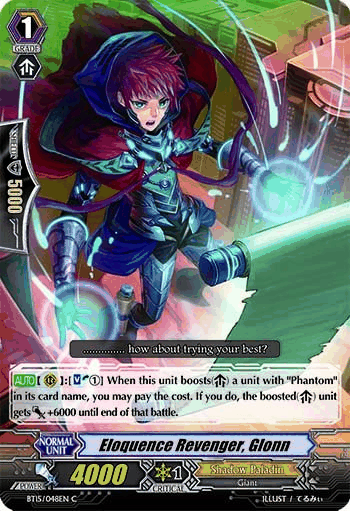 1
GRADE
SHIELD
5000
.............. how about trying your best?
AUTO [ ]:[ ①] When this unit boosts( ) a unit with "Phantom"
in its card name, you may pay the cost. If you do, the boosted( ) unit
gets +6000 until end of that battle.
NORMAL
UNIT
Eloquence Revenger, Glonn
POWER
4000
1
CRITICAL
Shadow Paladin
Giant
BT15/048EN C
ILLUST / てるみぃ